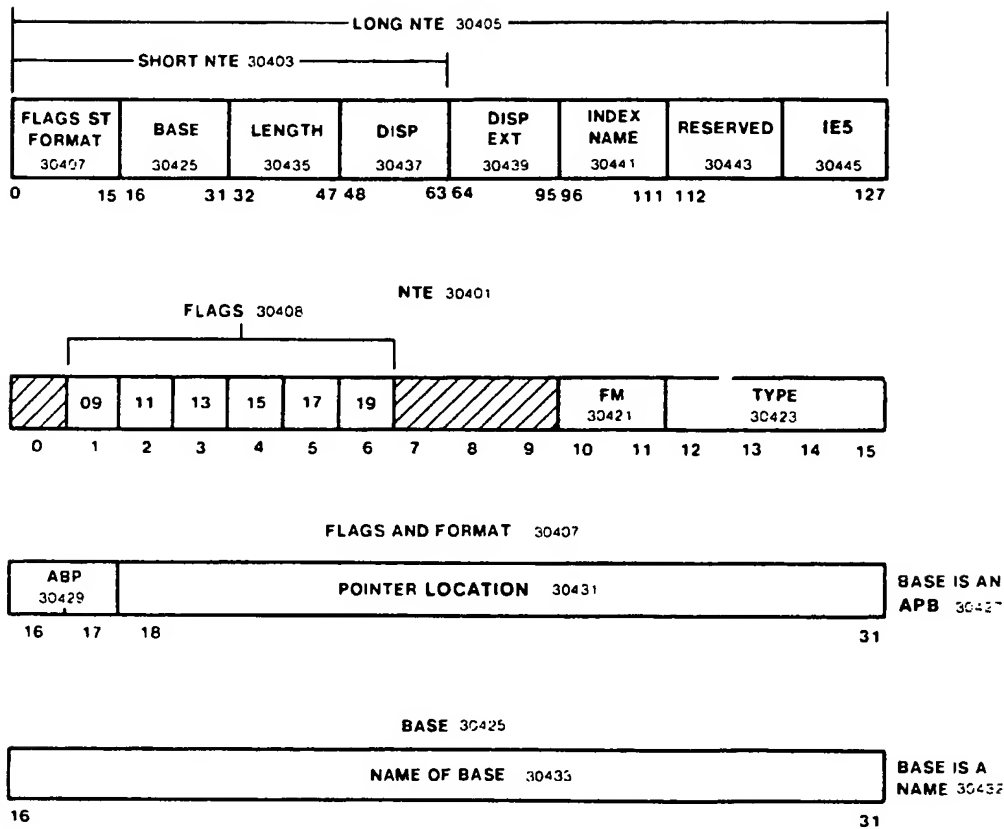 LONG NTE 30405
SHORT NTE 30403
FLAGS ST FORMAT 30407
BASE 30425
LENGTH 30435
DISP 30437
DISP EXT 30439
INDEX NAME 30441
RESERVED 30443
IES 30445
0 15 16 31 32 47 48 63 64 95 96 111 112 127
NTE 30401
FLAGS 30408
09 11 13 15 17 19
FM 30421
TYPE 30423
0 1 2 3 4 5 6 7 8 9 10 11 12 13 14 15
FLAGS AND FORMAT 30407
ABP 30429
POINTER LOCATION 30431
BASE IS AN
APB 30427
16 17 18 31
BASE 30425
NAME OF BASE 30433
BASE IS A
NAME 30432
16 31